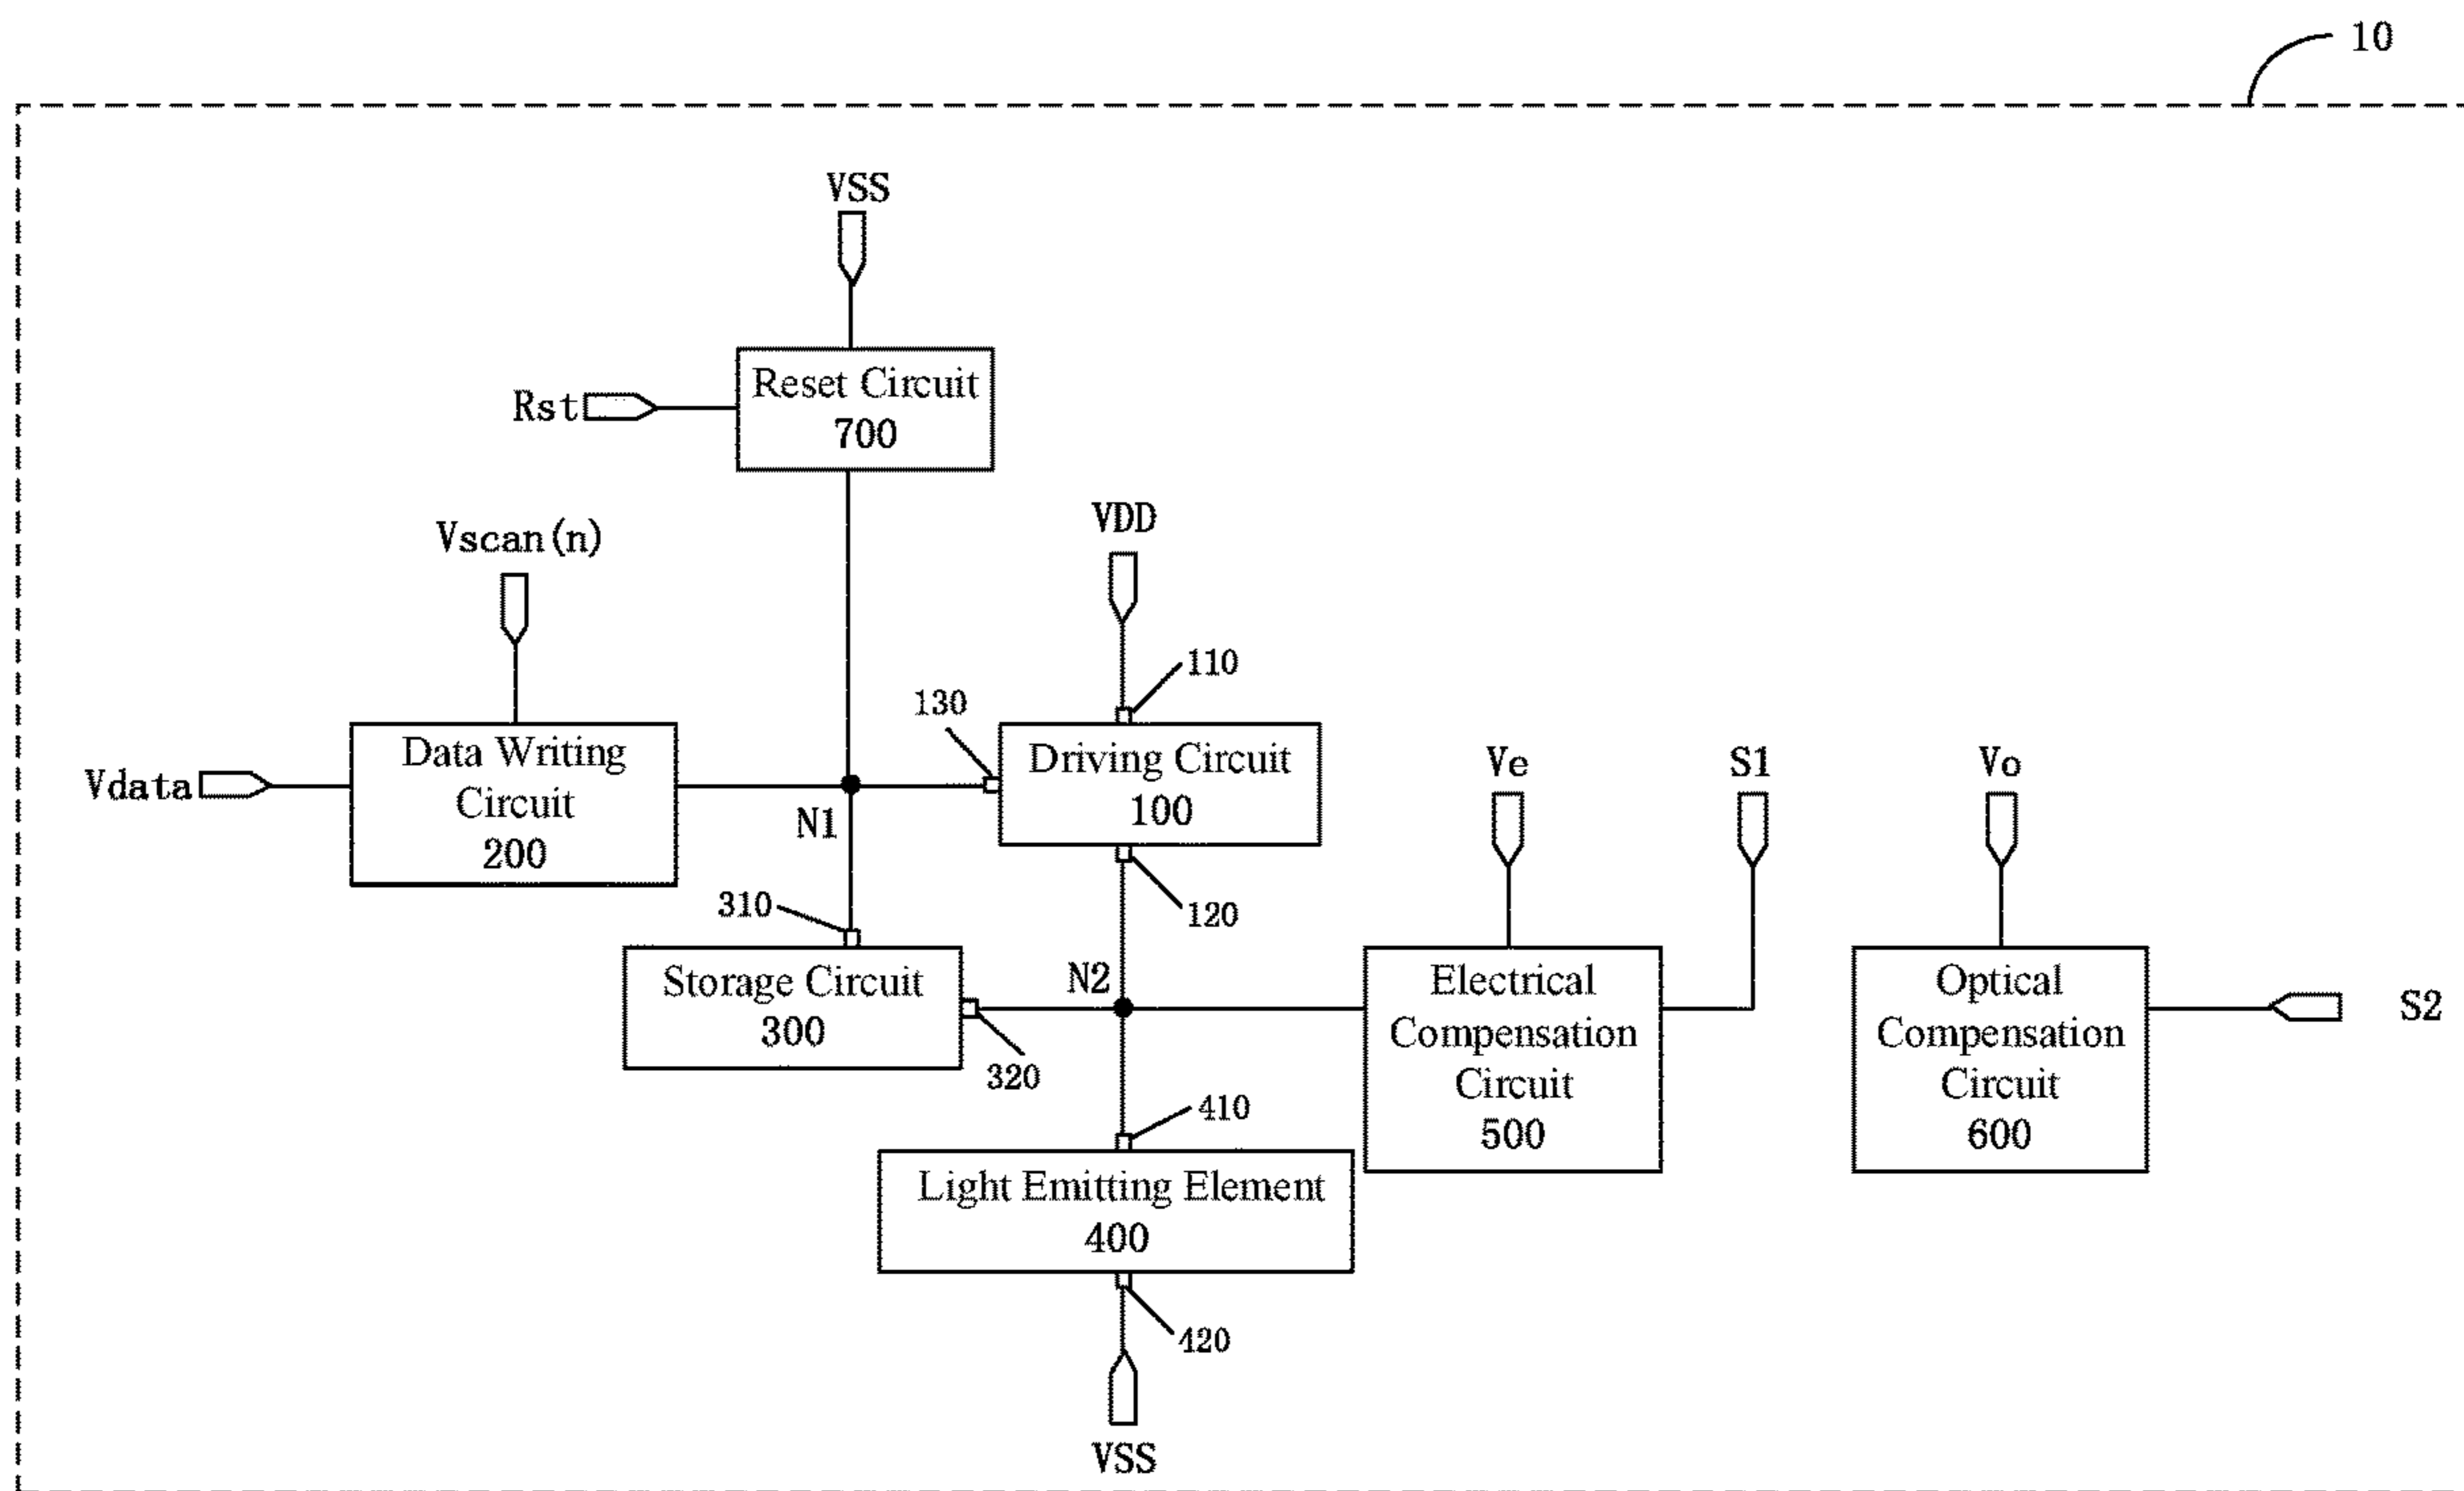 10
VSS
Reset Circuit
700
Rst
Vscan(n)
VDD
110
130
Data Writing
Circuit
200
Vdata
N1
Driving Circuit
100
Ve
S1
Vo
120
310
Storage Circuit
300
320
N2
Electrical
Compensation
Circuit
500
Optical
Compensation
Circuit
600
S2
410
Light Emitting Element
400
420
VSS